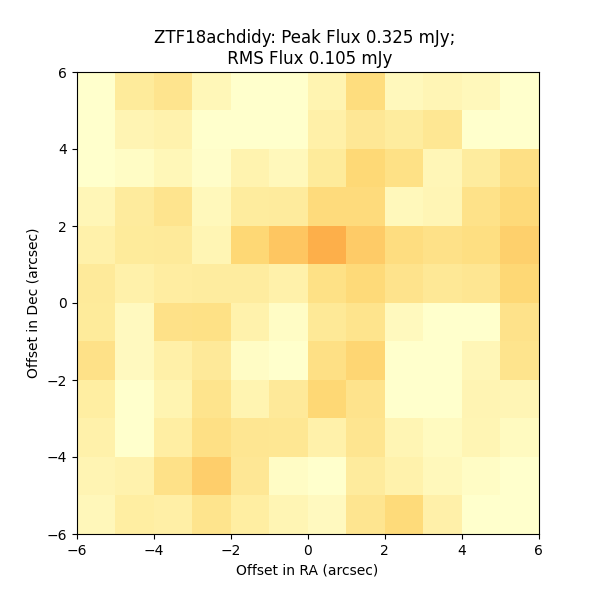 ZTF18achdidy: Peak Flux 0.325 mJy;
RMS Flux 0.105 mJy
6
4
2
0
−2
−4
−6
Offset in Dec (arcsec)
−6 −4 −2 0 2 4 6
Offset in RA (arcsec)